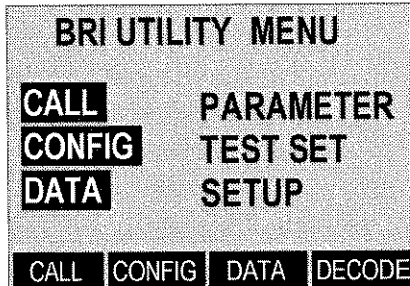 BRI UTILITY MENU
CALL PARAMETER
CONFIG TEST SET
DATA SETUP
CALL CONFIG DATA DECODE